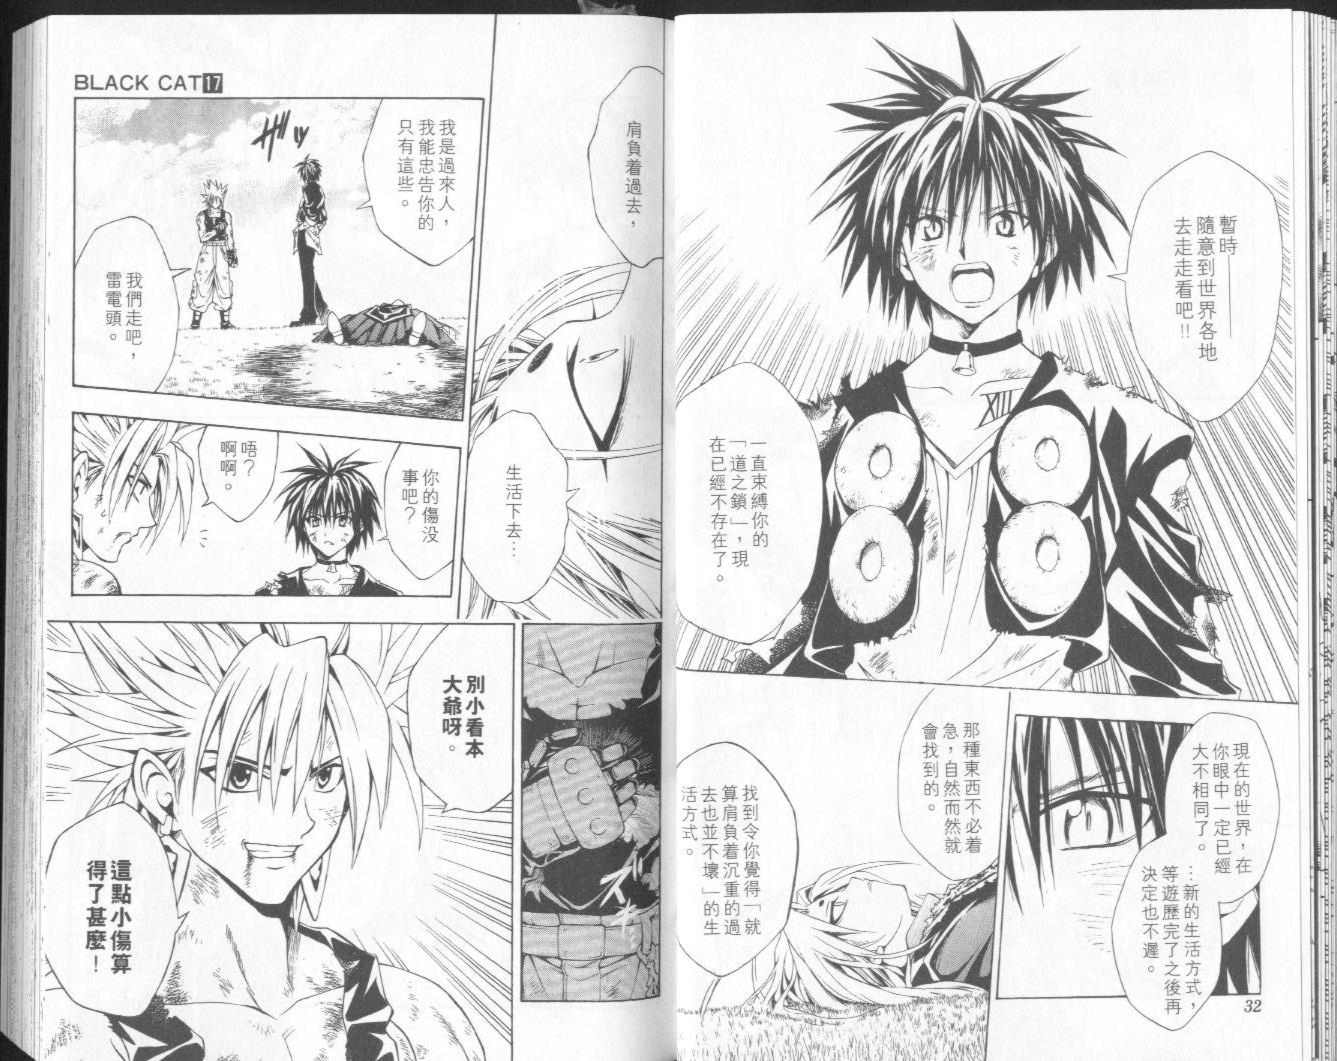 暫時——
隨意到世界各地
去走走看吧!!
一直束縛你的
「道之鎖」，現
在已經不存在了。
XIII
現在的世界，在
你眼中一定已經
大不相同了。
…新的生活方式，
等遊歷完了之後再
決定也不遲。
那種東西不必着
急，自然而然就
會找到的。
找到令你覺得「就
算肩負着沉重的過
去也並不壞」的生
活方式。
32
BLACK CAT17
肩負着過去，
生活下去…
我是過來人，
我能忠告你的
只有這些。
ザッ
我們走吧，
雷電頭。
你的傷没
事吧？
唔？
啊啊。
別小看本
大爺呀。
這點小傷算
得了甚麼！